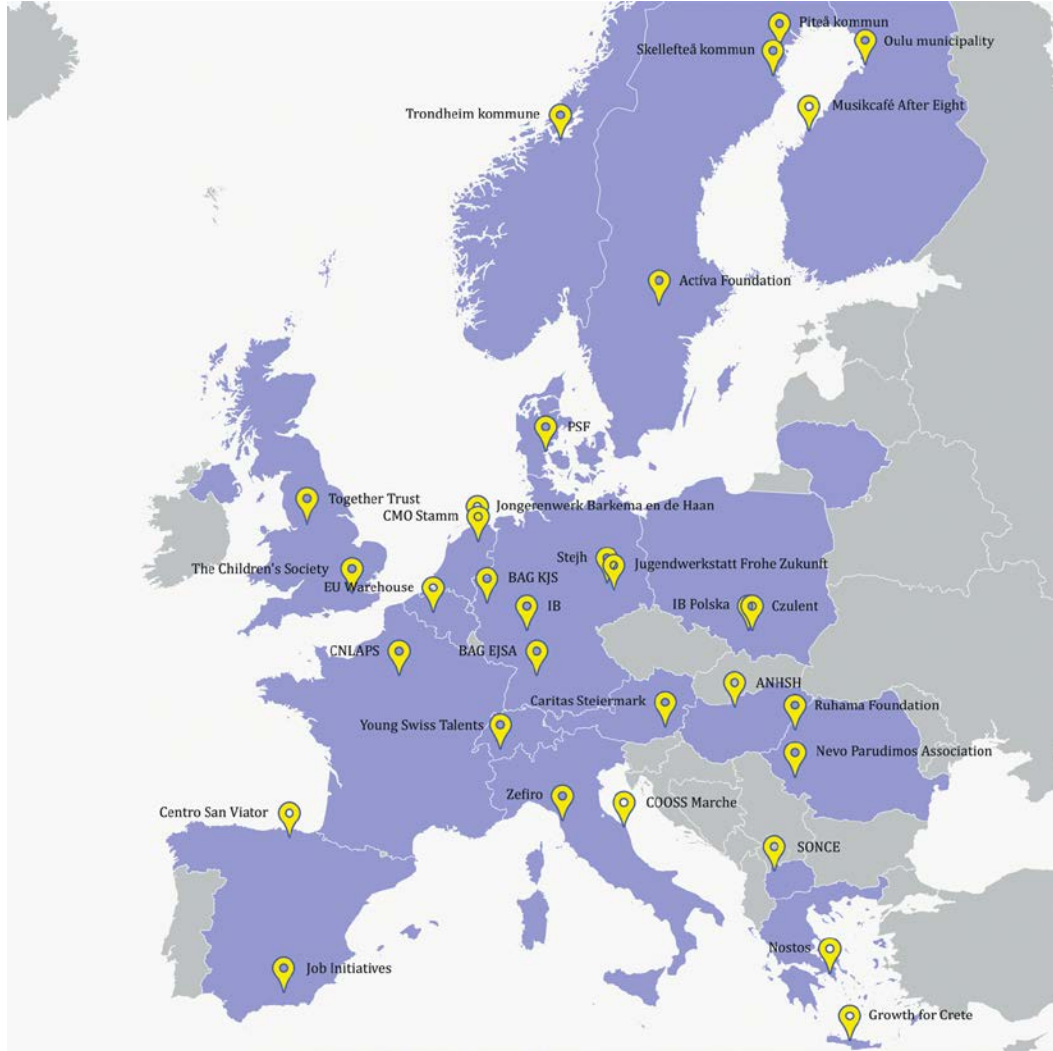 Piteå kommun
Skellefteå kommun
Oulu municipality
Musikcafé After Eight
Trondheim kommune
Activa Foundation
PSF
Together Trust
Jongerenwerk Barkema en de Haan
CMO Stamm
Stejh
Jugendwerkstatt Frohe Zukunft
The Children's Society
EU Warehouse
BAG KJS
IB
IB Polska
Czulent
CNLAPS
BAG EJSA
ANHSH
Caritas Steiermark
Ruhama Foundation
Young Swiss Talents
Nevo Parudimos Association
Zefiro
COOSS Marche
Centro San Viator
SONCE
Nostos
Job Initiatives
Growth for Crete